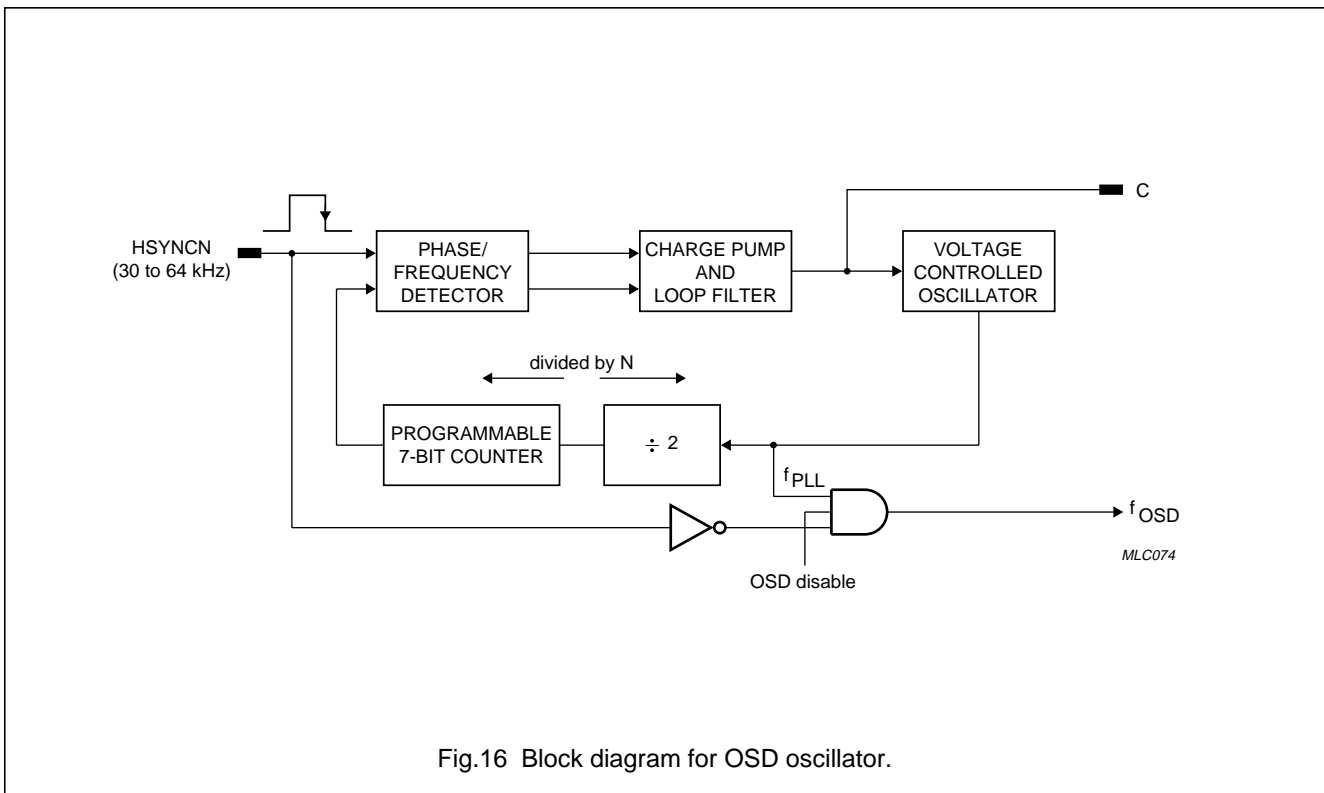 C
HSYNCN
(30 to 64 kHz)
PHASE/
FREQUENCY
DETECTOR
CHARGE PUMP
AND
LOOP FILTER
VOLTAGE
CONTROLLED
OSCILLATOR
divided by N
PROGRAMMABLE
7-BIT COUNTER
÷ 2
fPLL
fOSD
MLC074
OSD disable
Fig.16 Block diagram for OSD oscillator.